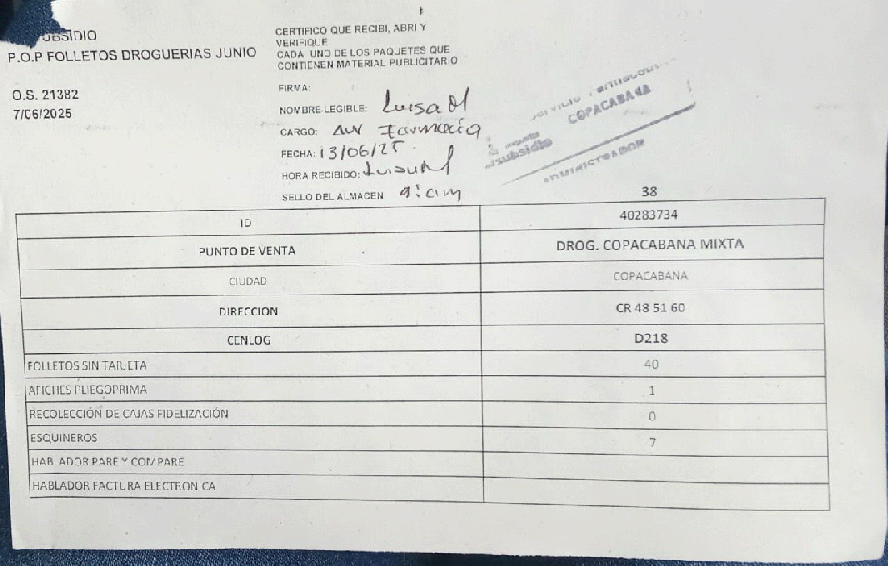 SUBSIDIO
P.O.P FOLLETOS DROGUERIAS JUNIO
O.S. 21382
7/06/2025
CERTIFICO QUE RECIBI, ABRI Y
VERIFIQUE
CADA UNO DE LOS PAQUETES QUE
CONTIENEN MATERIAL PUBLICITARIO
FIRMA:
NOMBRE LEGIBLE: Luisa M
CARGO: Aux Farmacia
FECHA: 13/06/25
HORA RECIBIDO:
SELLO DEL ALMACEN 9:am
COPACABANA
subsidio
ADMINISTRADOR
38
ID 40283734
PUNTO DE VENTA DROG. COPACABANA MIXTA
CIUDAD COPACABANA
DIRECCION CR 48 51 60
CENLOG D218
FOLLETOS SIN TARJETA 40
AFICHES PLIEGOPRIMA 1
RECOLECCIÓN DE CAJAS FIDELIZACIÓN 0
ESQUINEROS 7
HABLADOR PARE Y COMPARE
HABLADOR FACTURA ELECTRONICA